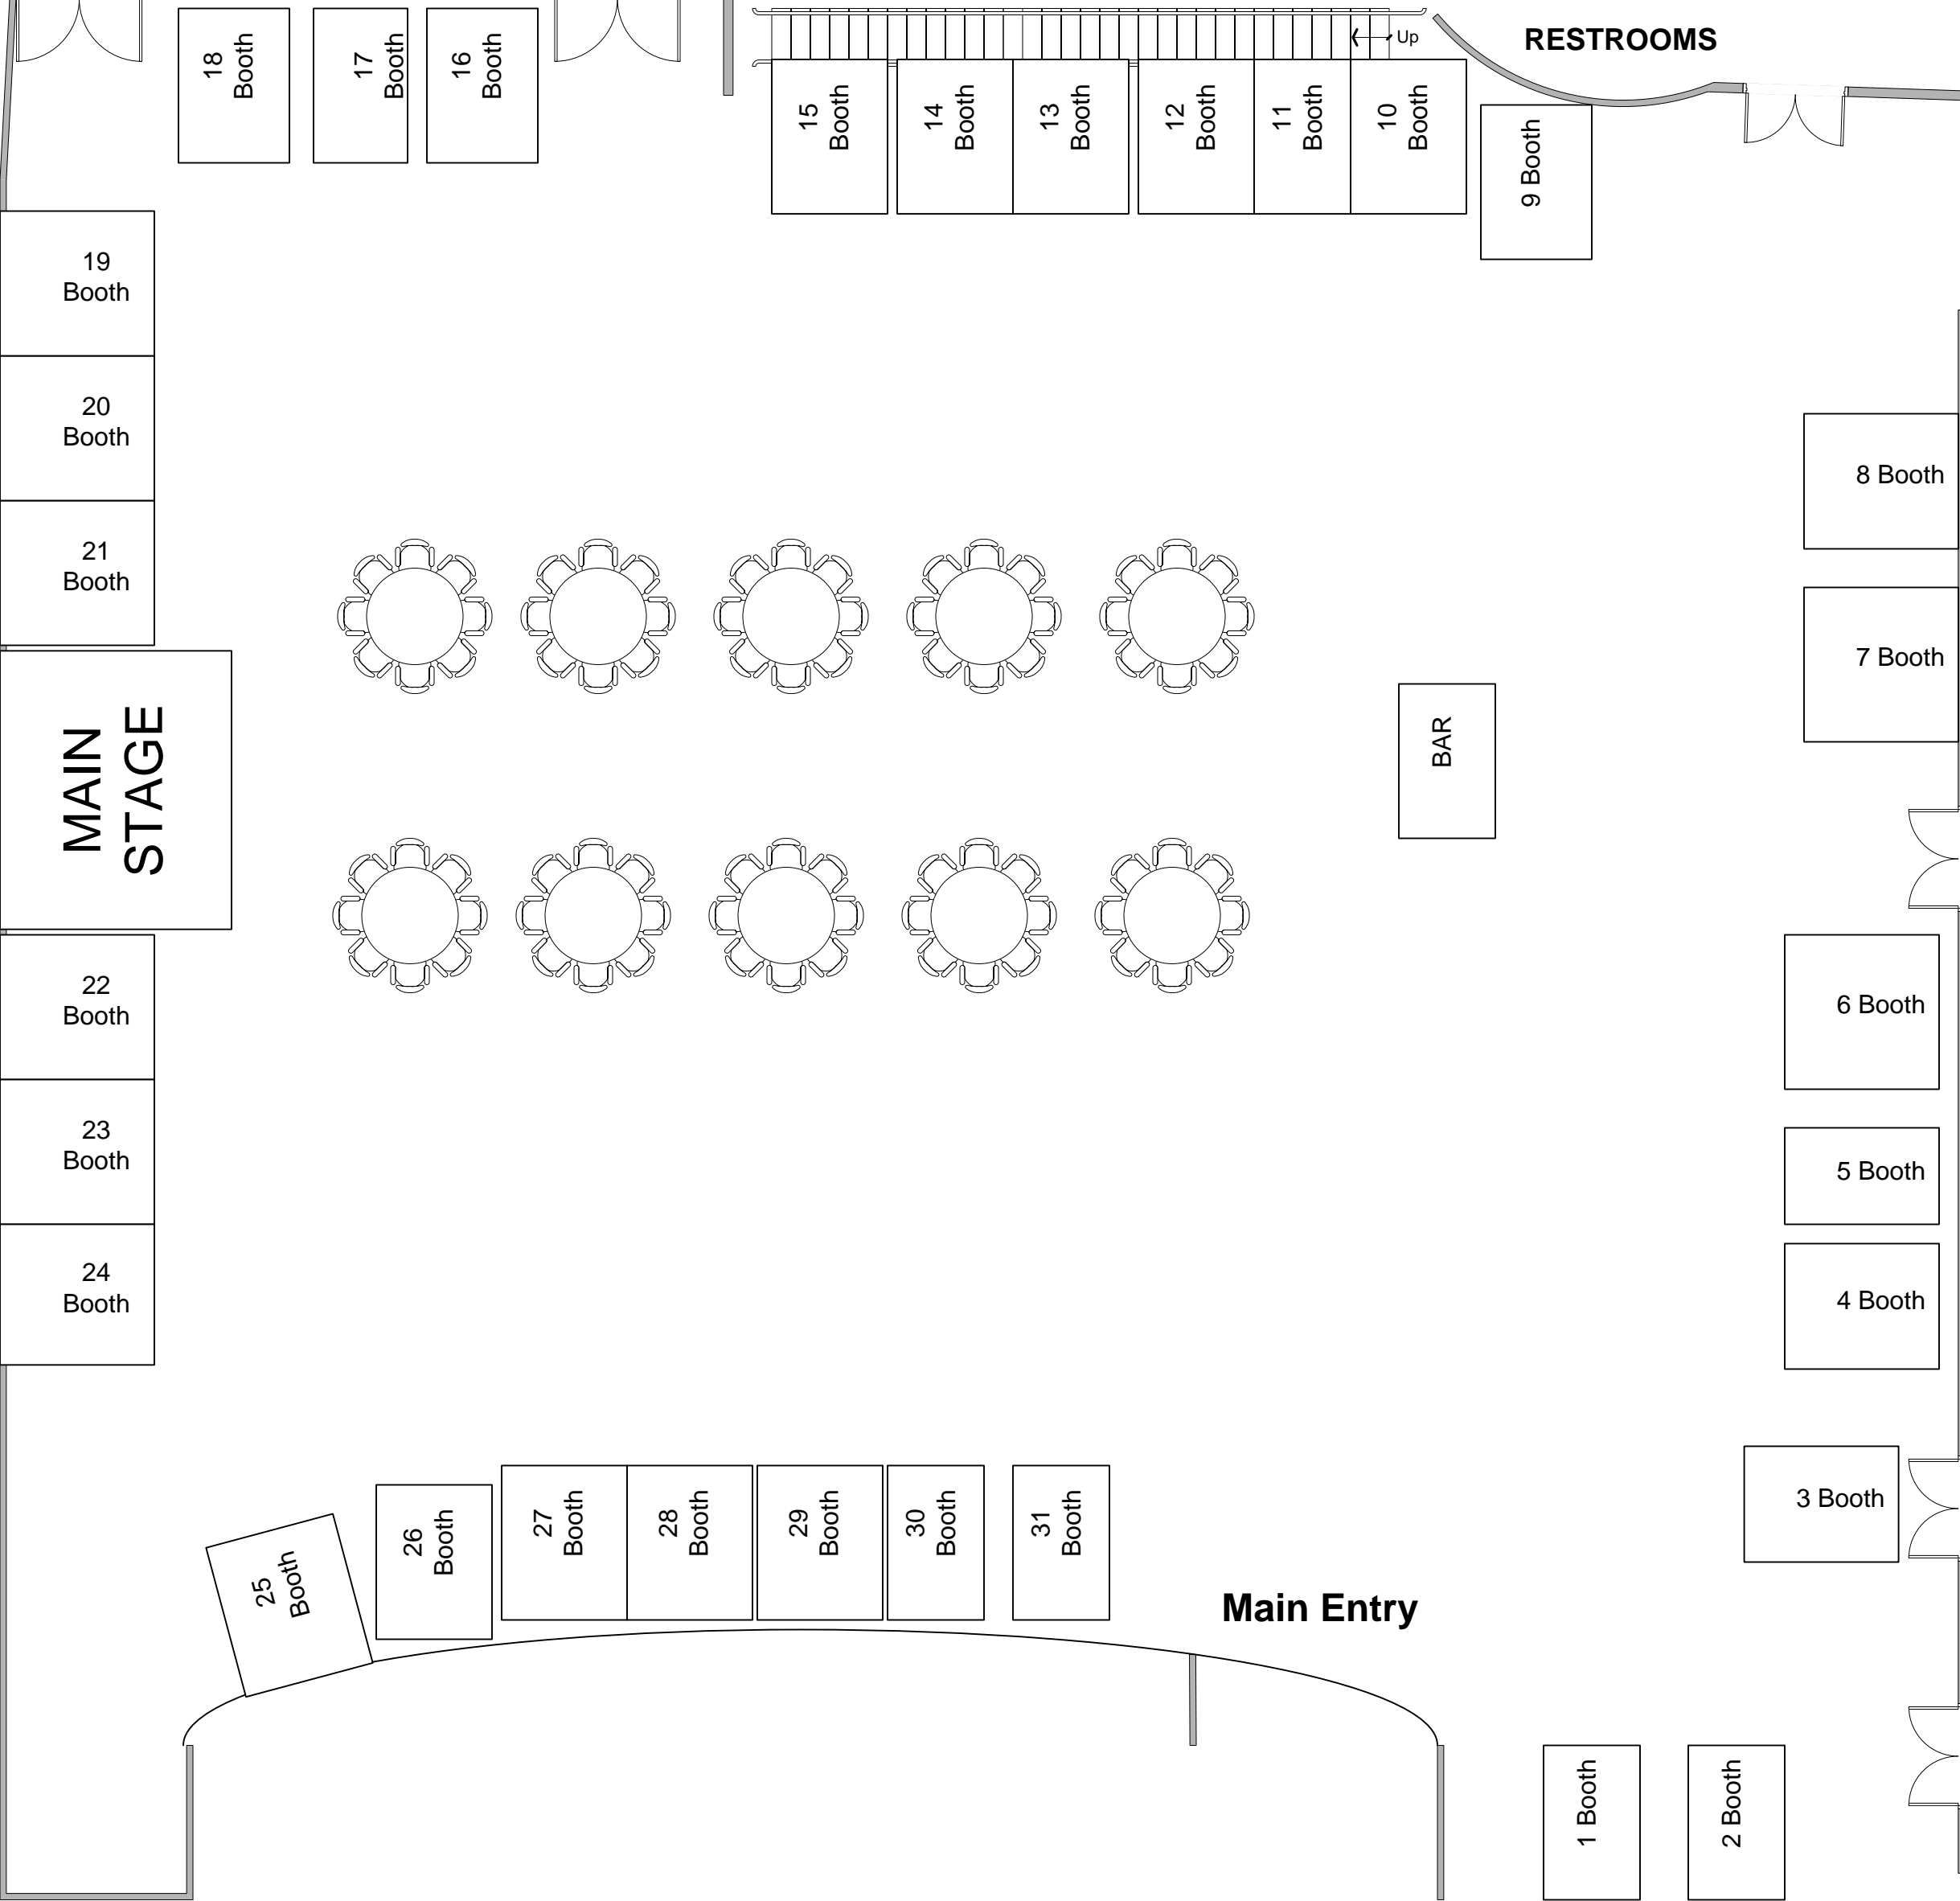 RESTROOMS
Up
18
Booth
17
Booth
16
Booth
15
Booth
14
Booth
13
Booth
12
Booth
11
Booth
10
Booth
9 Booth
19
Booth
20
Booth
21
Booth
8 Booth
7 Booth
MAIN
STAGE
BAR
22
Booth
23
Booth
24
Booth
6 Booth
5 Booth
4 Booth
3 Booth
25
Booth
26
Booth
27
Booth
28
Booth
29
Booth
30
Booth
31
Booth
Main Entry
1 Booth
2 Booth